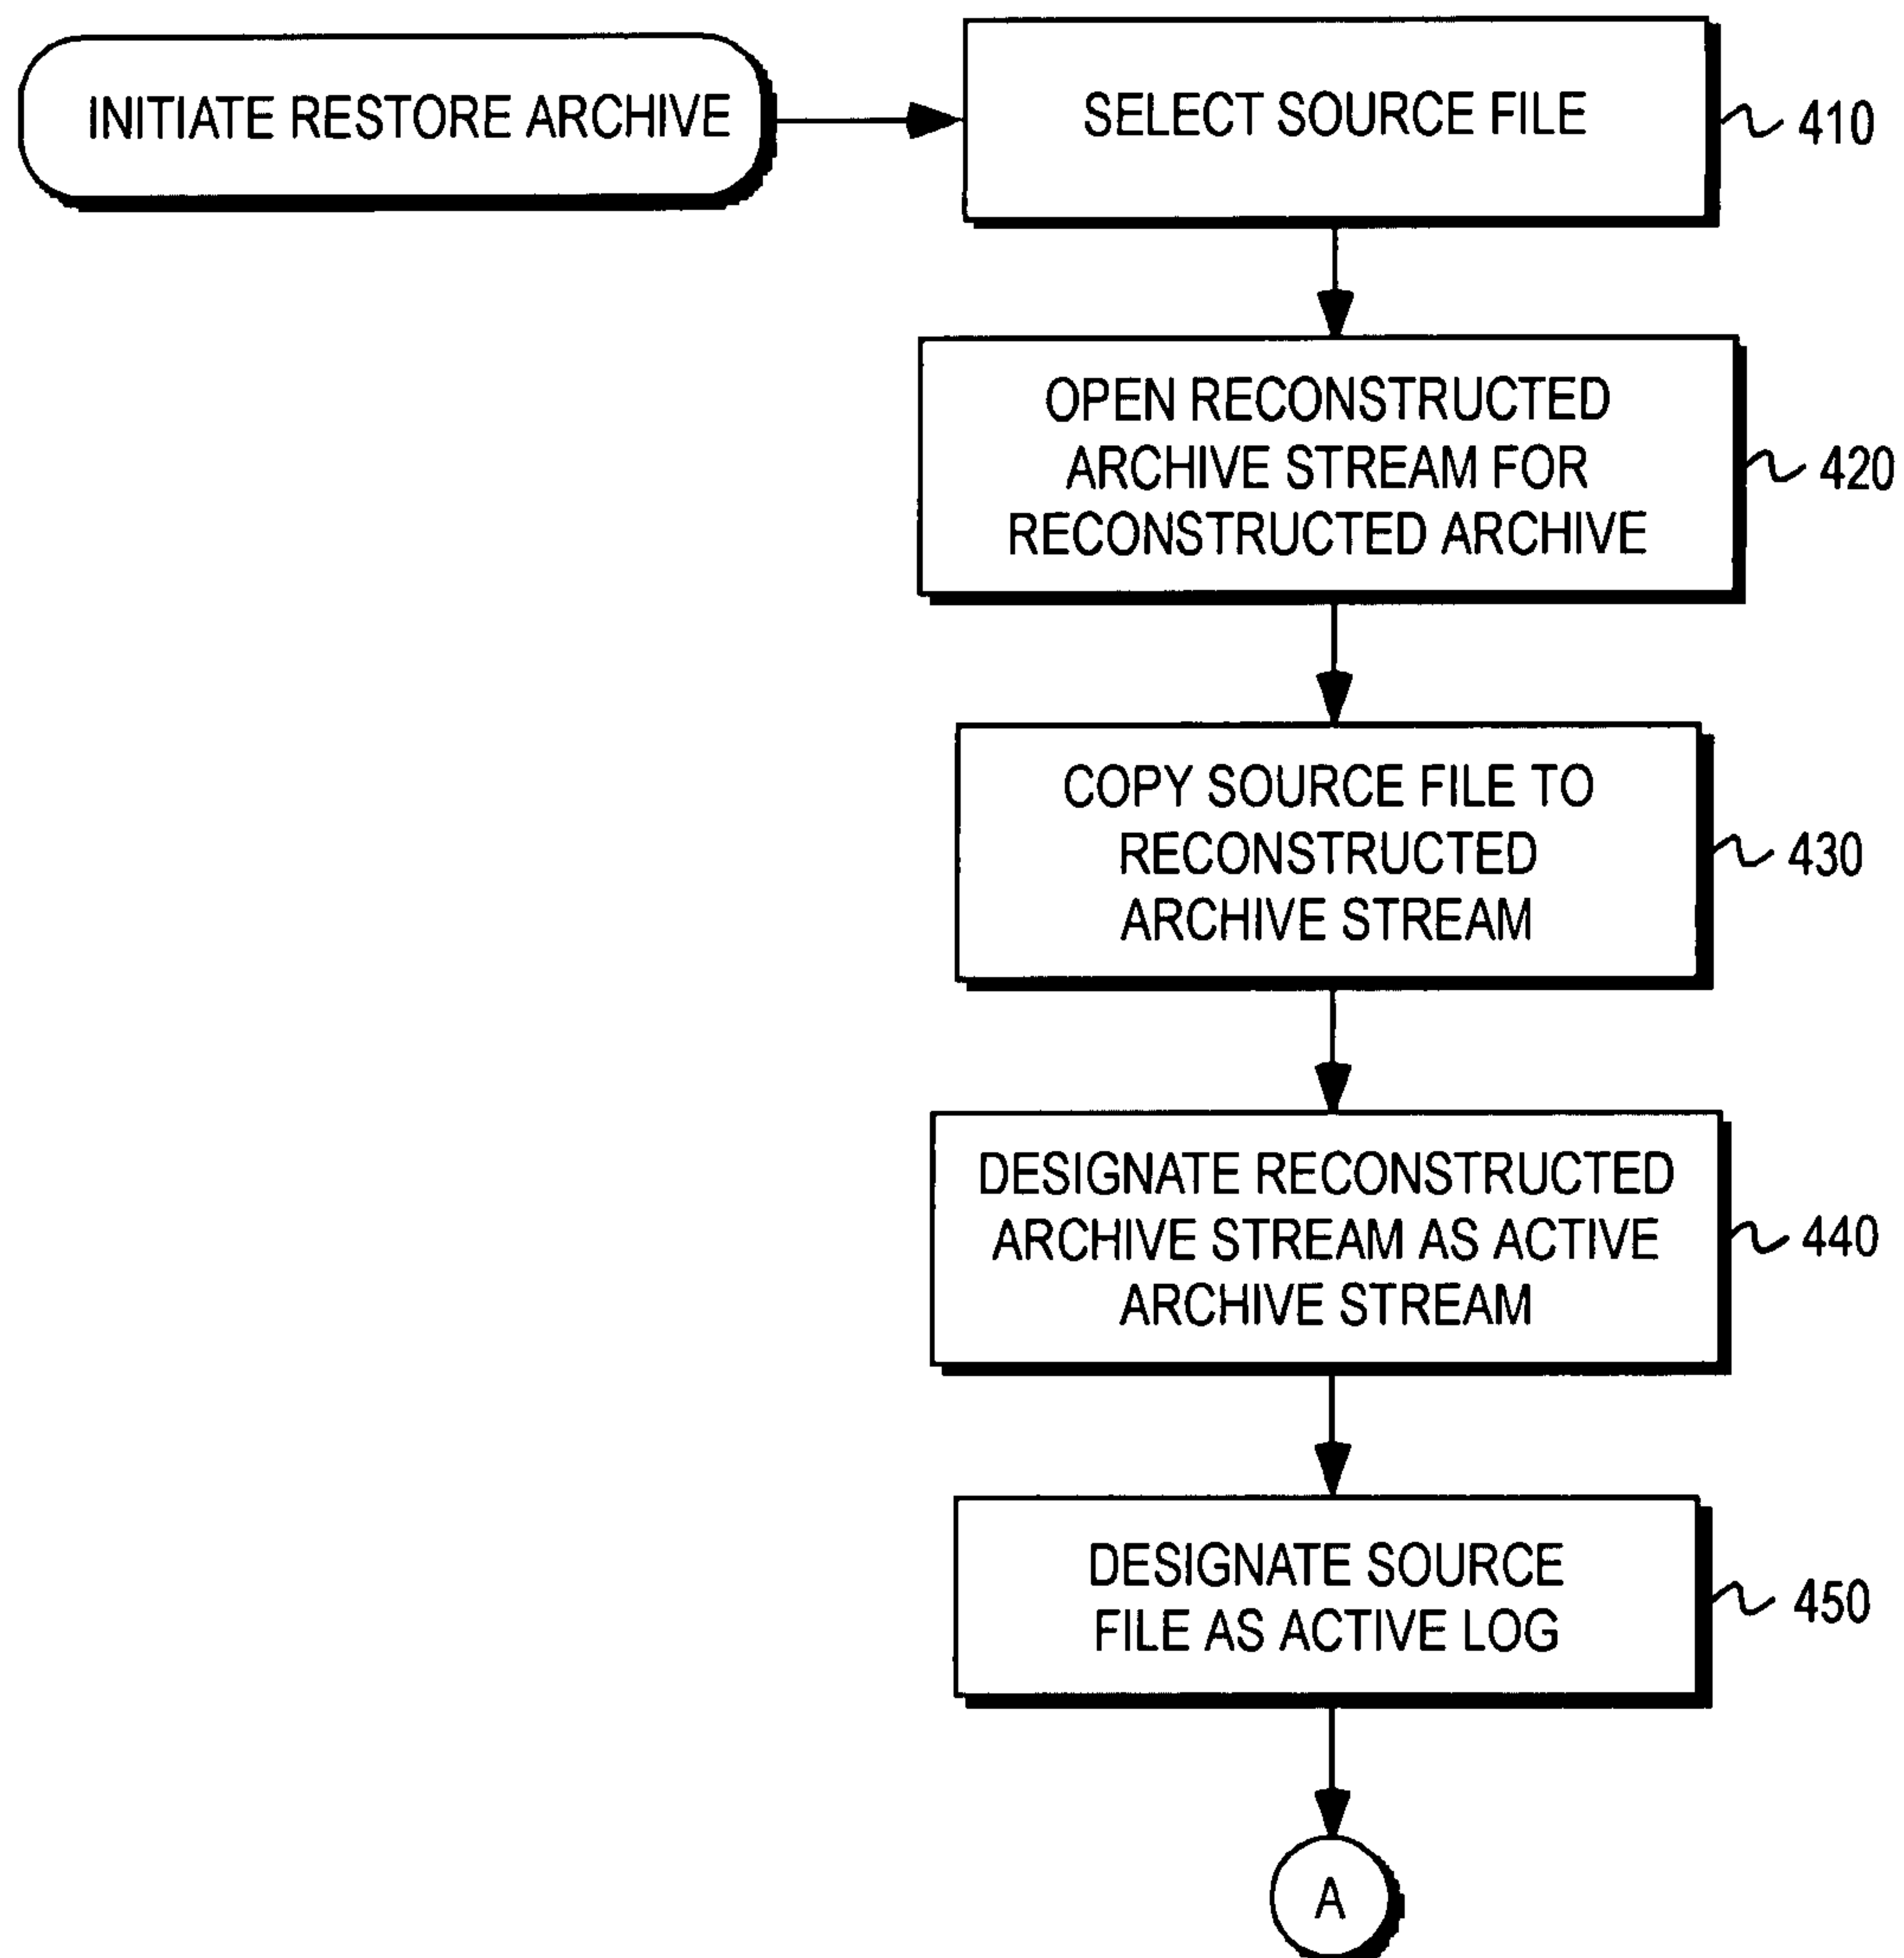 INITIATE RESTORE ARCHIVE
SELECT SOURCE FILE
410
OPEN RECONSTRUCTED
ARCHIVE STREAM FOR
RECONSTRUCTED ARCHIVE
420
COPY SOURCE FILE TO
RECONSTRUCTED
ARCHIVE STREAM
430
DESIGNATE RECONSTRUCTED
ARCHIVE STREAM AS ACTIVE
ARCHIVE STREAM
440
DESIGNATE SOURCE
FILE AS ACTIVE LOG
450
A